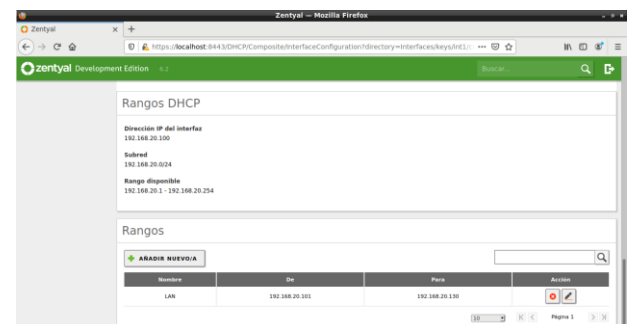 Zentyal — Mozilla Firefox
Zentyal
https://localhost:8443/DHCP/Composite/InterfaceConfiguration?directory=Interfaces/keys/int1/c
zentyal Development Edition 6.2
Buscar...
Rangos DHCP
Dirección IP del interfaz
192.168.20.100
Subred
192.168.20.0/24
Rango disponible
192.168.20.1 - 192.168.20.254
Rangos
AÑADIR NUEVO/A
Nombre De Para Acción
LAN 192.168.20.101 192.168.20.130
10 Página 1